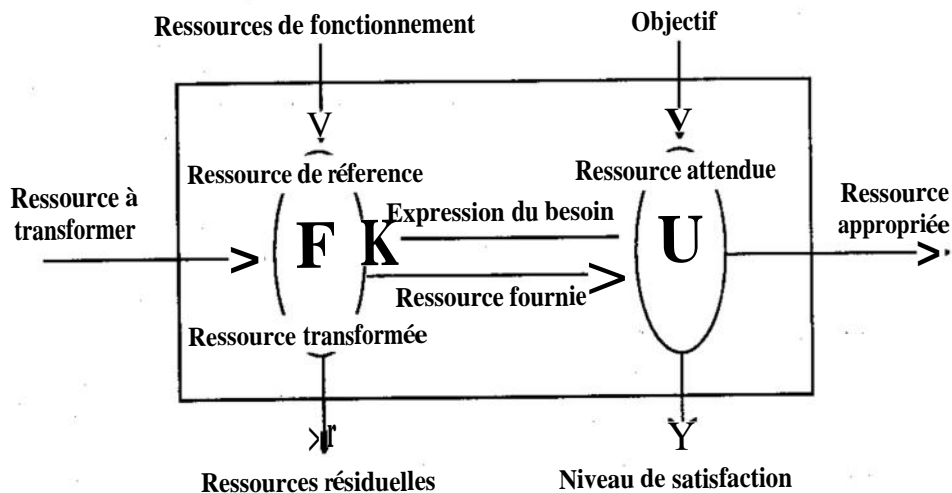 Ressources de fonctionnement
Objectif
V
V
Ressource de réference
Ressource attendue
Ressource à
transformer
Ressource
appropriée
Expression du besoin
F K
U
>
>
>
Ressource fournie
Ressource transformée
>r
Y
Ressources résiduelles
Niveau de satisfaction